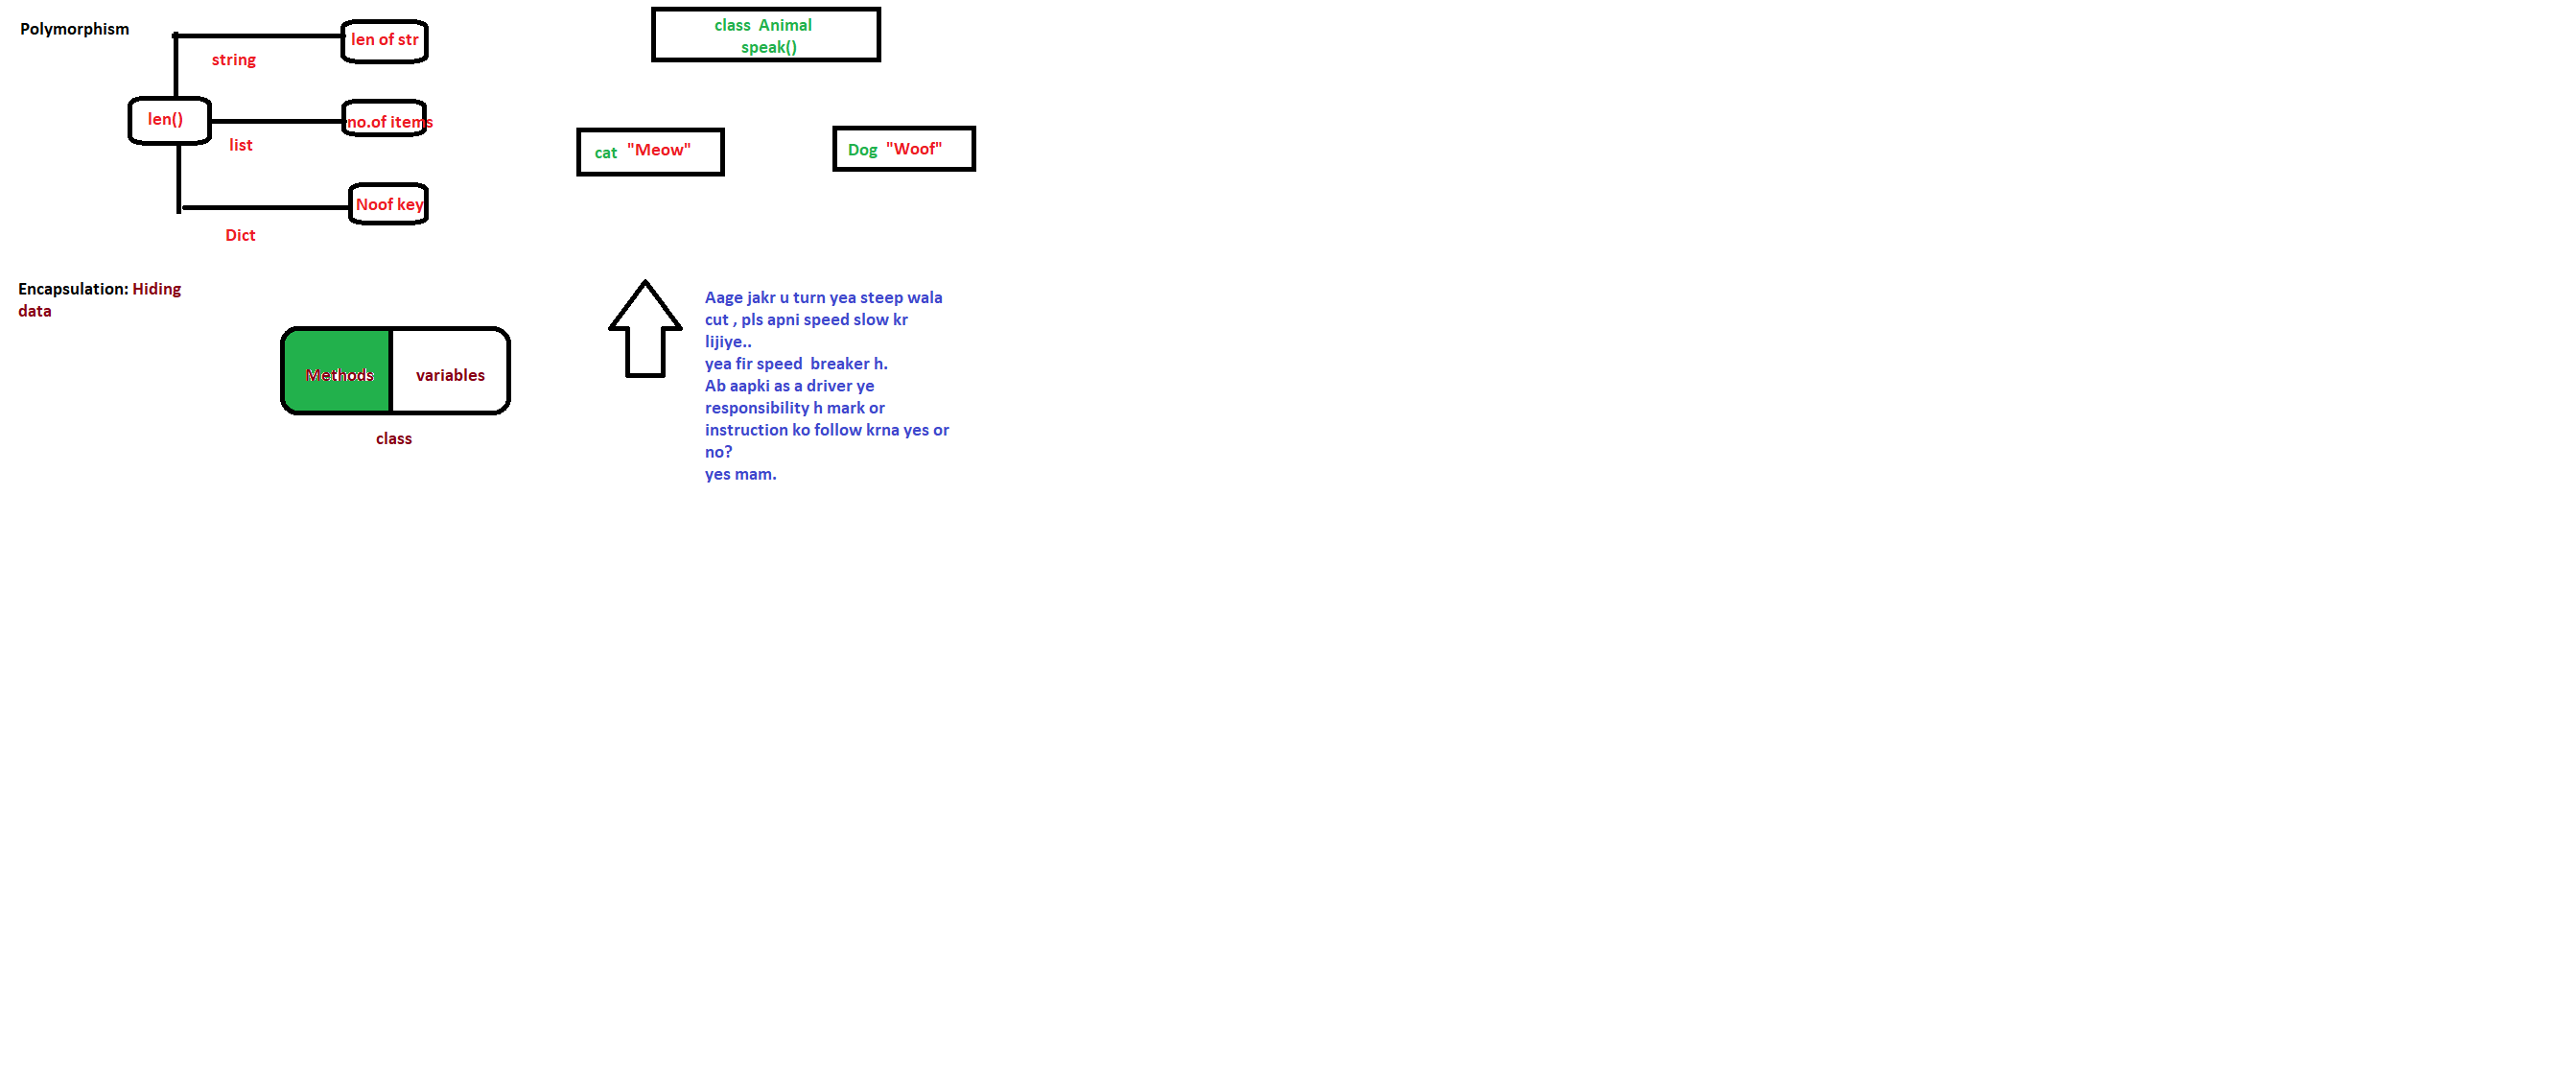 Polymorphism
len of str
string
len()
no.of items
list
Noof key
Dict
class  Animal
speak()
cat  "Meow"
Dog  "Woof"
Encapsulation: Hiding
data
Methods
variables
class
Aage jakr u turn yea steep wala
cut , pls apni speed slow kr
lijiye..
yea fir speed  breaker h.
Ab aapki as a driver ye
responsibility h mark or
instruction ko follow krna yes or
no?
yes mam.